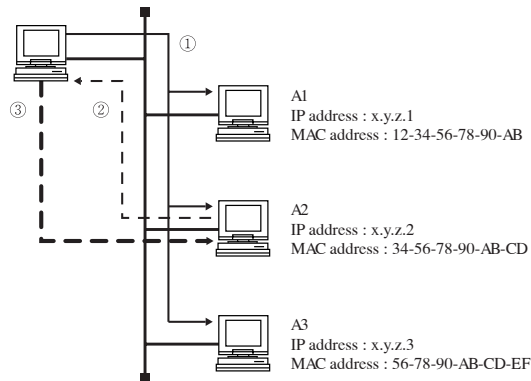 ①
③
②
A1
IP address : x.y.z.1
MAC address : 12-34-56-78-90-AB
A2
IP address : x.y.z.2
MAC address : 34-56-78-90-AB-CD
A3
IP address : x.y.z.3
MAC address : 56-78-90-AB-CD-EF